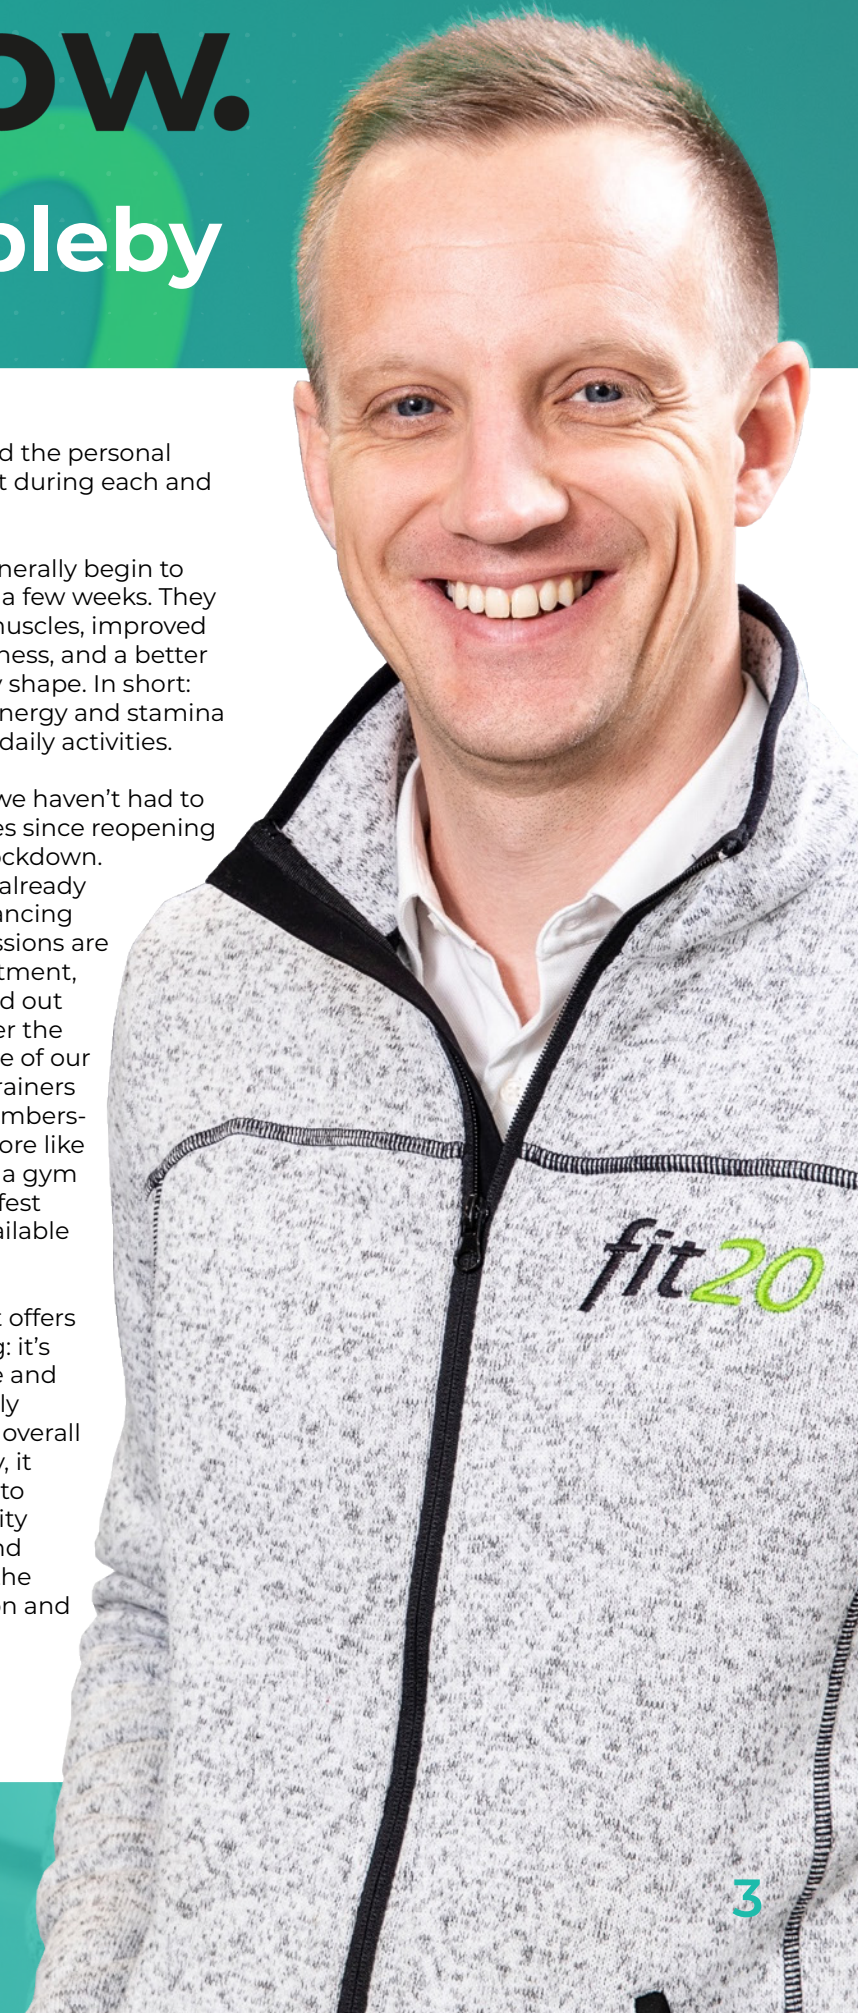 ow.
pleby
d the personal
t during each and
nerally begin to
a few weeks. They
nuscles, improved
ness, and a better
y shape. In short:
nergy and stamina
daily activities.
we haven’t had to
es since reopening
ockdown.
already
ancing
ssions are
tment,
d out
er the
e of our
rainers
mbers-
ore like
a gym
fest
ailable
t offers
g: it’s
e and
ly
overall
y, it
to
ity
nd
he
on and
fit20
3